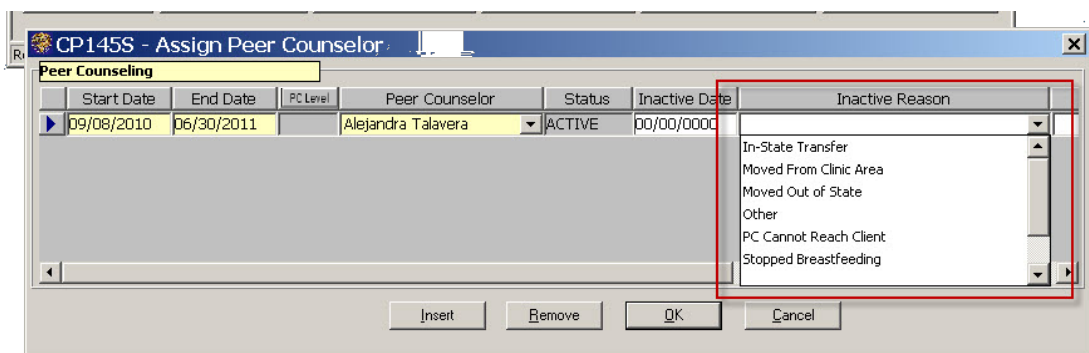 CP145S - Assign Peer Counselor
Peer Counseling
Start Date End Date PC Level Peer Counselor Status Inactive Date Inactive Reason
09/08/2010 06/30/2011 Alejandra Talavera ACTIVE 00/00/0000
In-State Transfer
Moved From Clinic Area
Moved Out of State
Other
PC Cannot Reach Client
Stopped Breastfeeding
Insert Remove OK Cancel